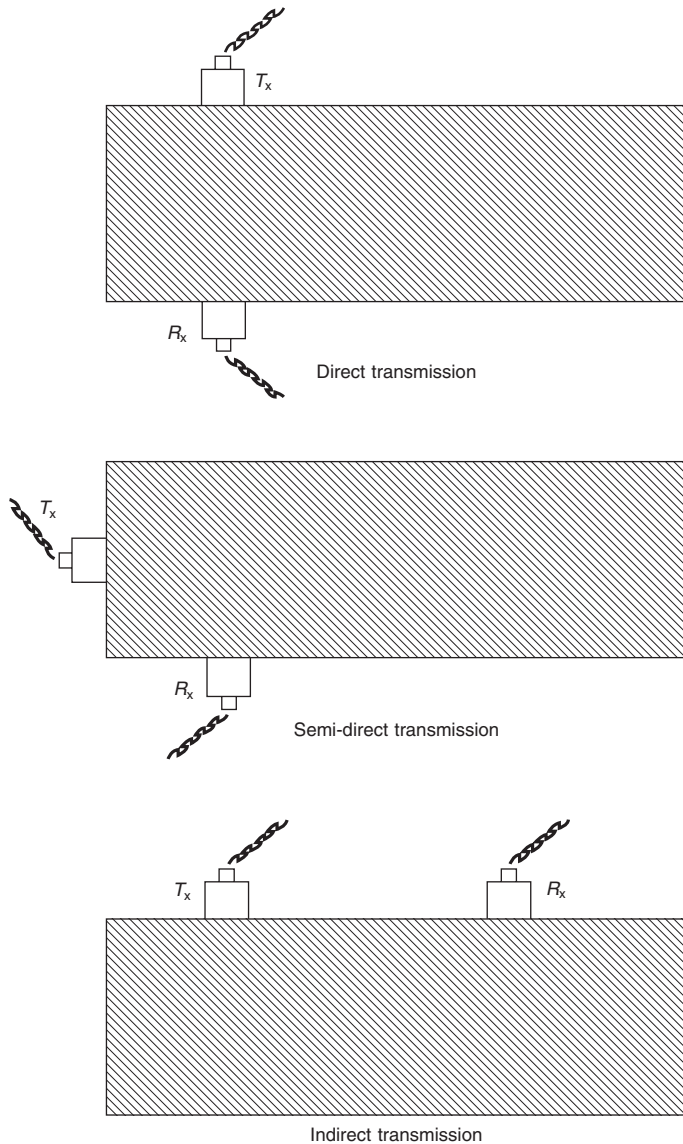 Tx
Rx
Direct transmission
Tx
Rx
Semi-direct transmission
Tx
Rx
Indirect transmission